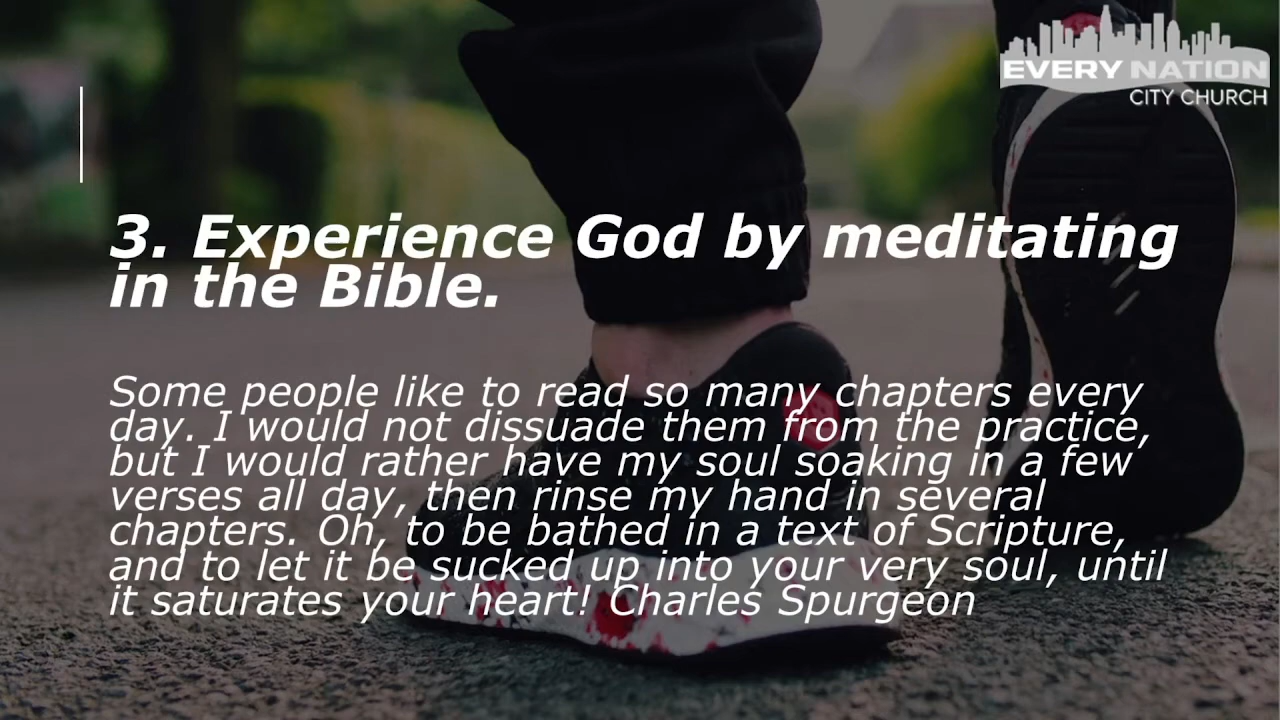 EVERY NATION
CITY CHURCH
3. Experience God by meditating
in the Bible.
Some people like to read so many chapters every
day. I would not dissuade them from the practice,
but I would rather have my soul soaking in a few
verses all day, then rinse my hand in several
chapters. Oh, to be bathed in a text of Scripture,
and to let it be sucked up into your very soul, until
it saturates your heart! Charles Spurgeon